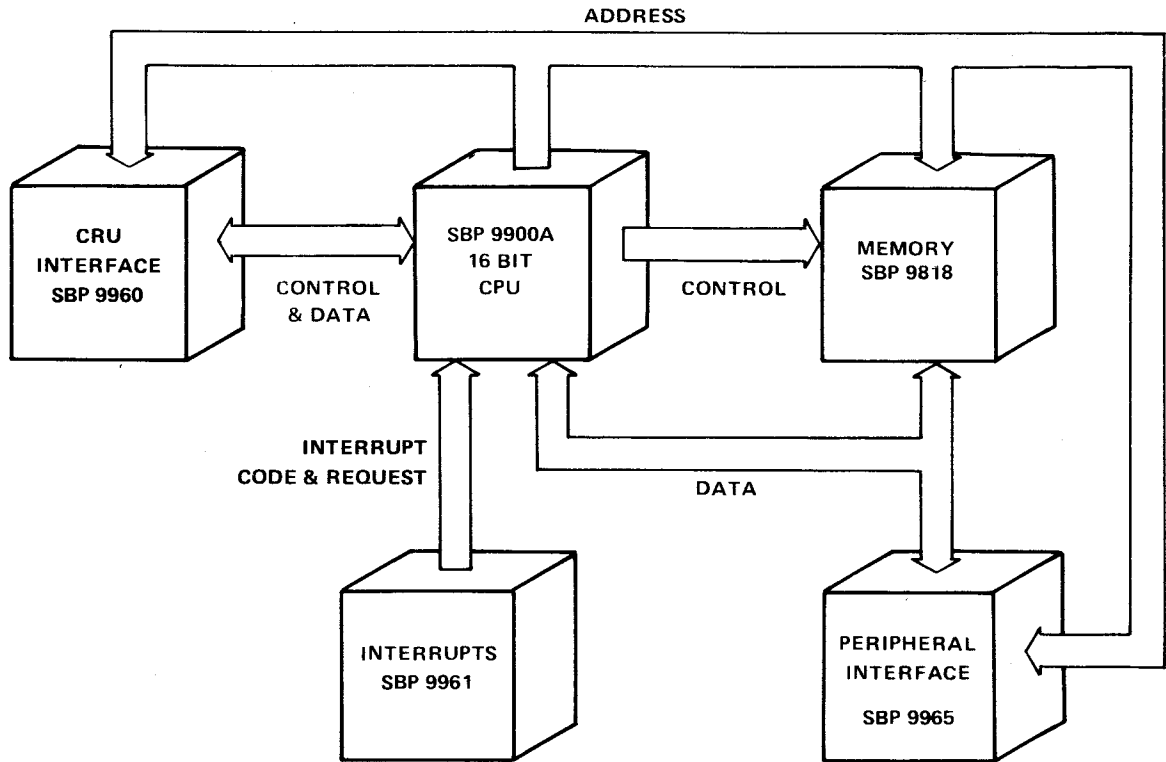 ADDRESS
CRU
INTERFACE
SBP 9960
CONTROL
& DATA
SBP 9900A
16 BIT
CPU
CONTROL
MEMORY
SBP 9818
INTERRUPT
CODE & REQUEST
DATA
INTERRUPTS
SBP 9961
PERIPHERAL
INTERFACE
SBP 9965